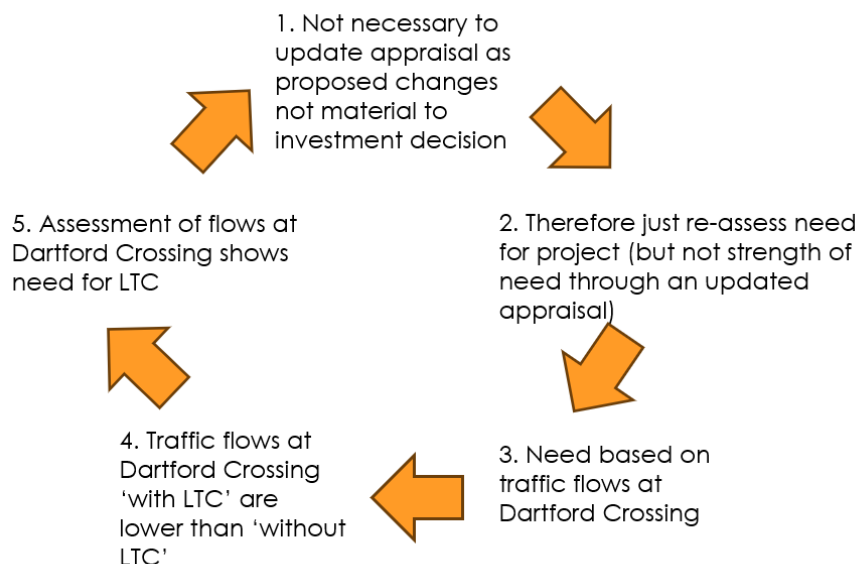 1. Not necessary to
update appraisal as
proposed changes
not material to
investment decision
2. Therefore just re-assess need
for project (but not strength of
need through an updated
appraisal)
3. Need based on
traffic flows at
Dartford Crossing
4. Traffic flows at
Dartford Crossing
‘with LTC’ are
lower than ‘without
LTC’
5. Assessment of flows at
Dartford Crossing shows
need for LTC